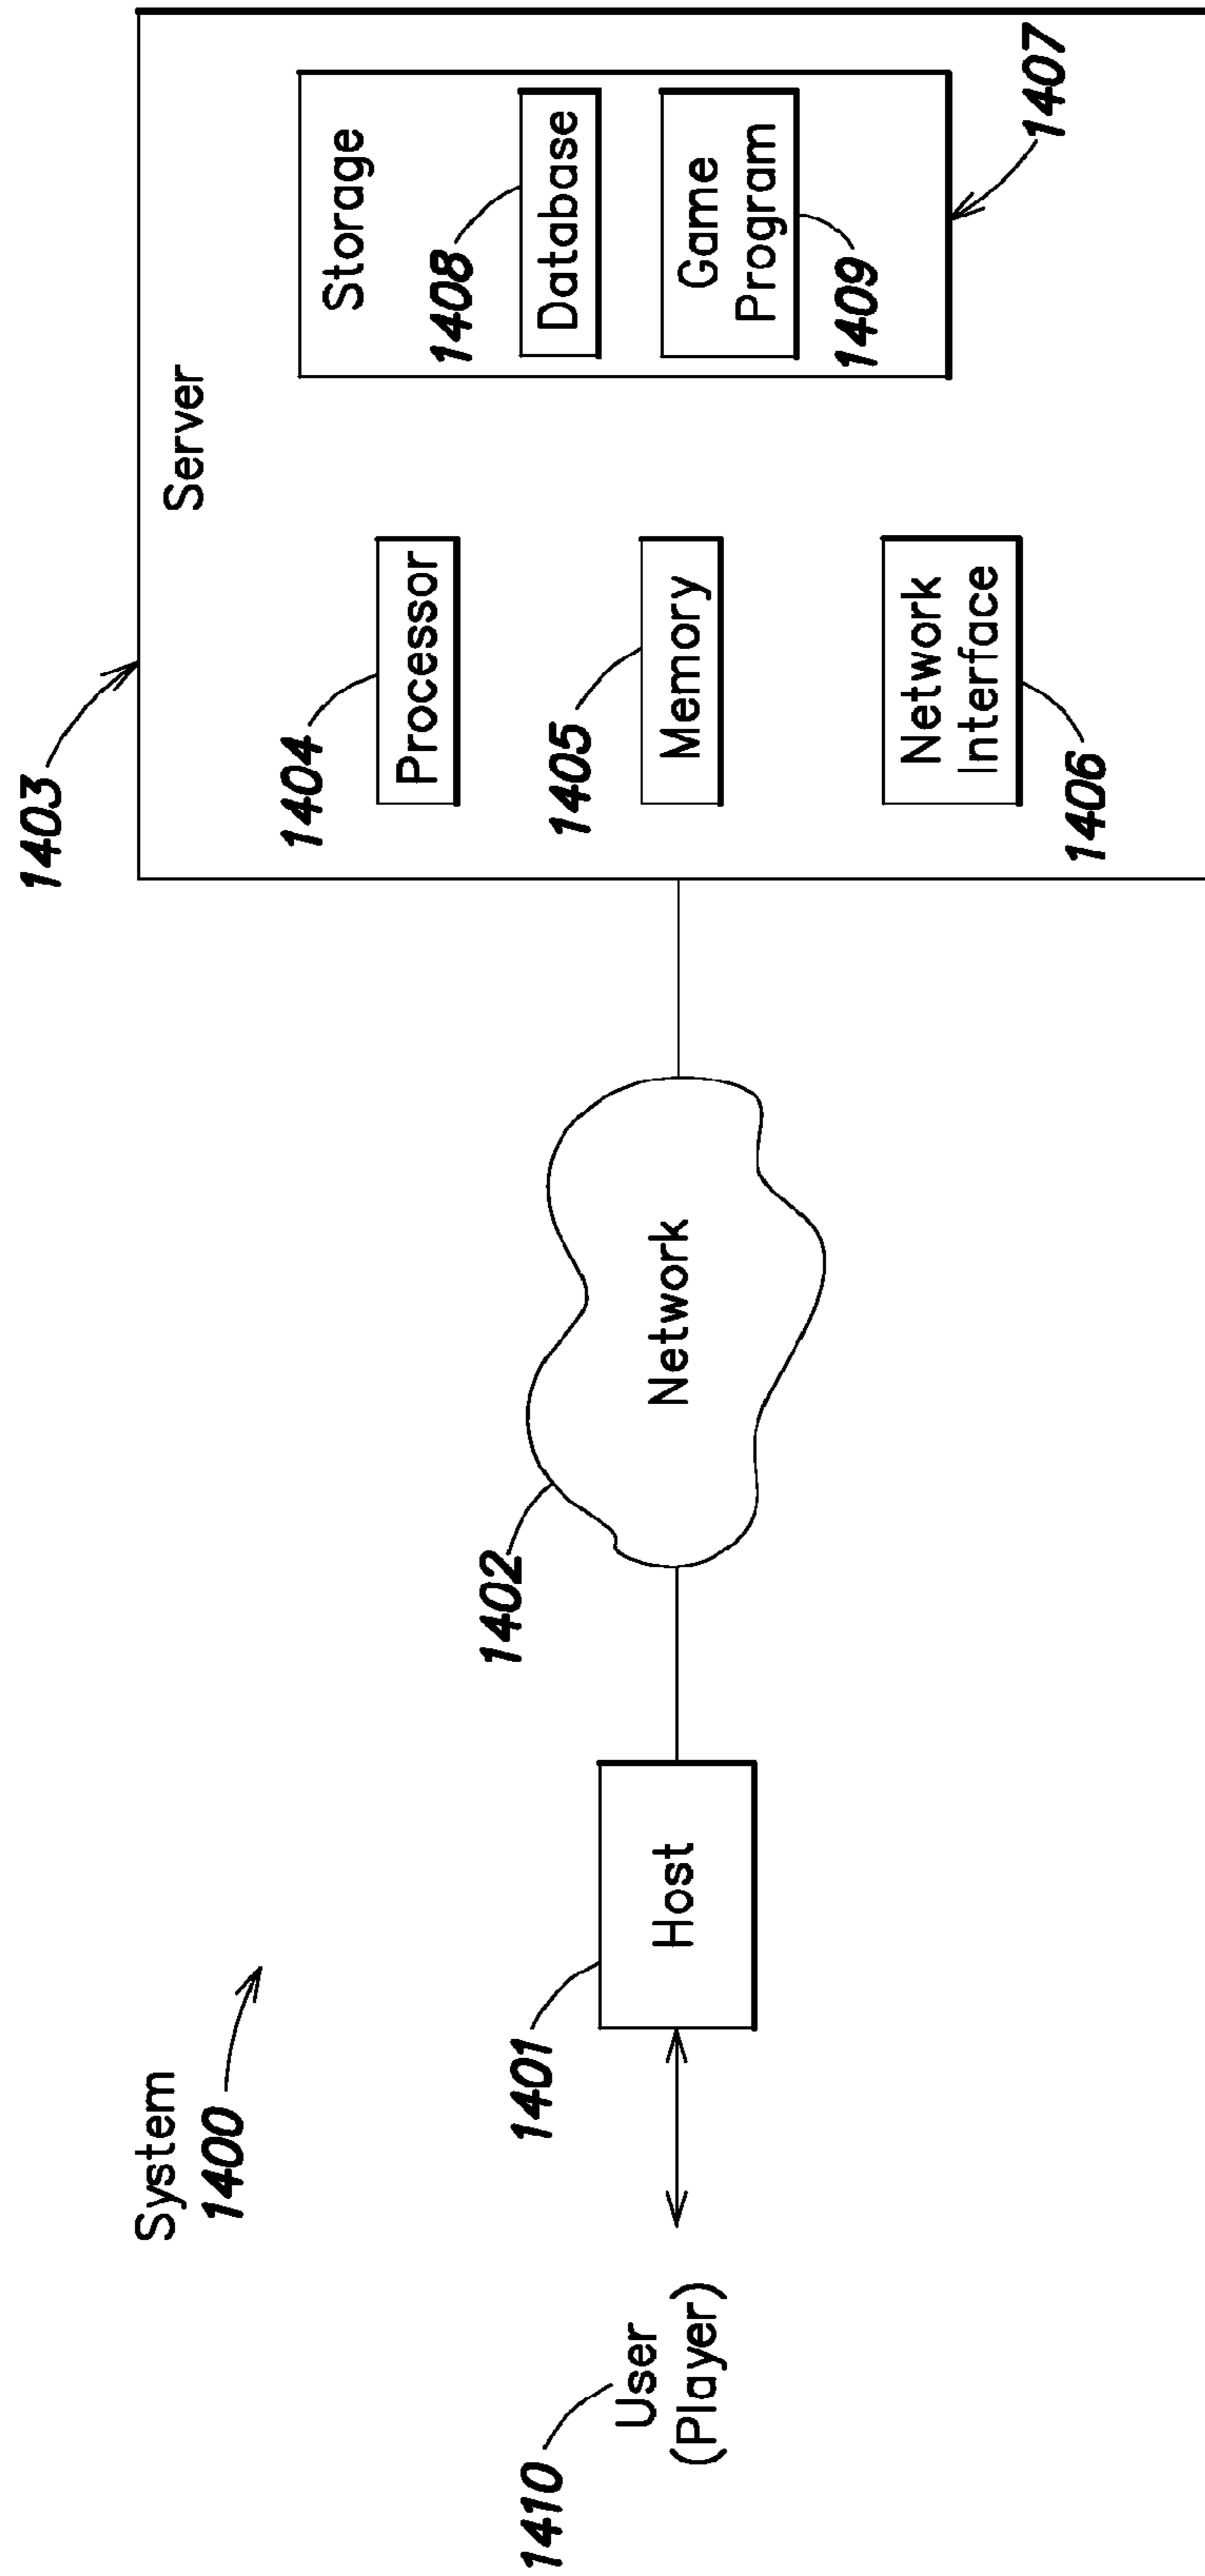 System
1400
1410
User
(Player)
1401
Host
1402
Network
1403
Server
1404
Processor
1405
Memory
Network
Interface
1406
Storage
1408
Database
Game
Program
1409
1407